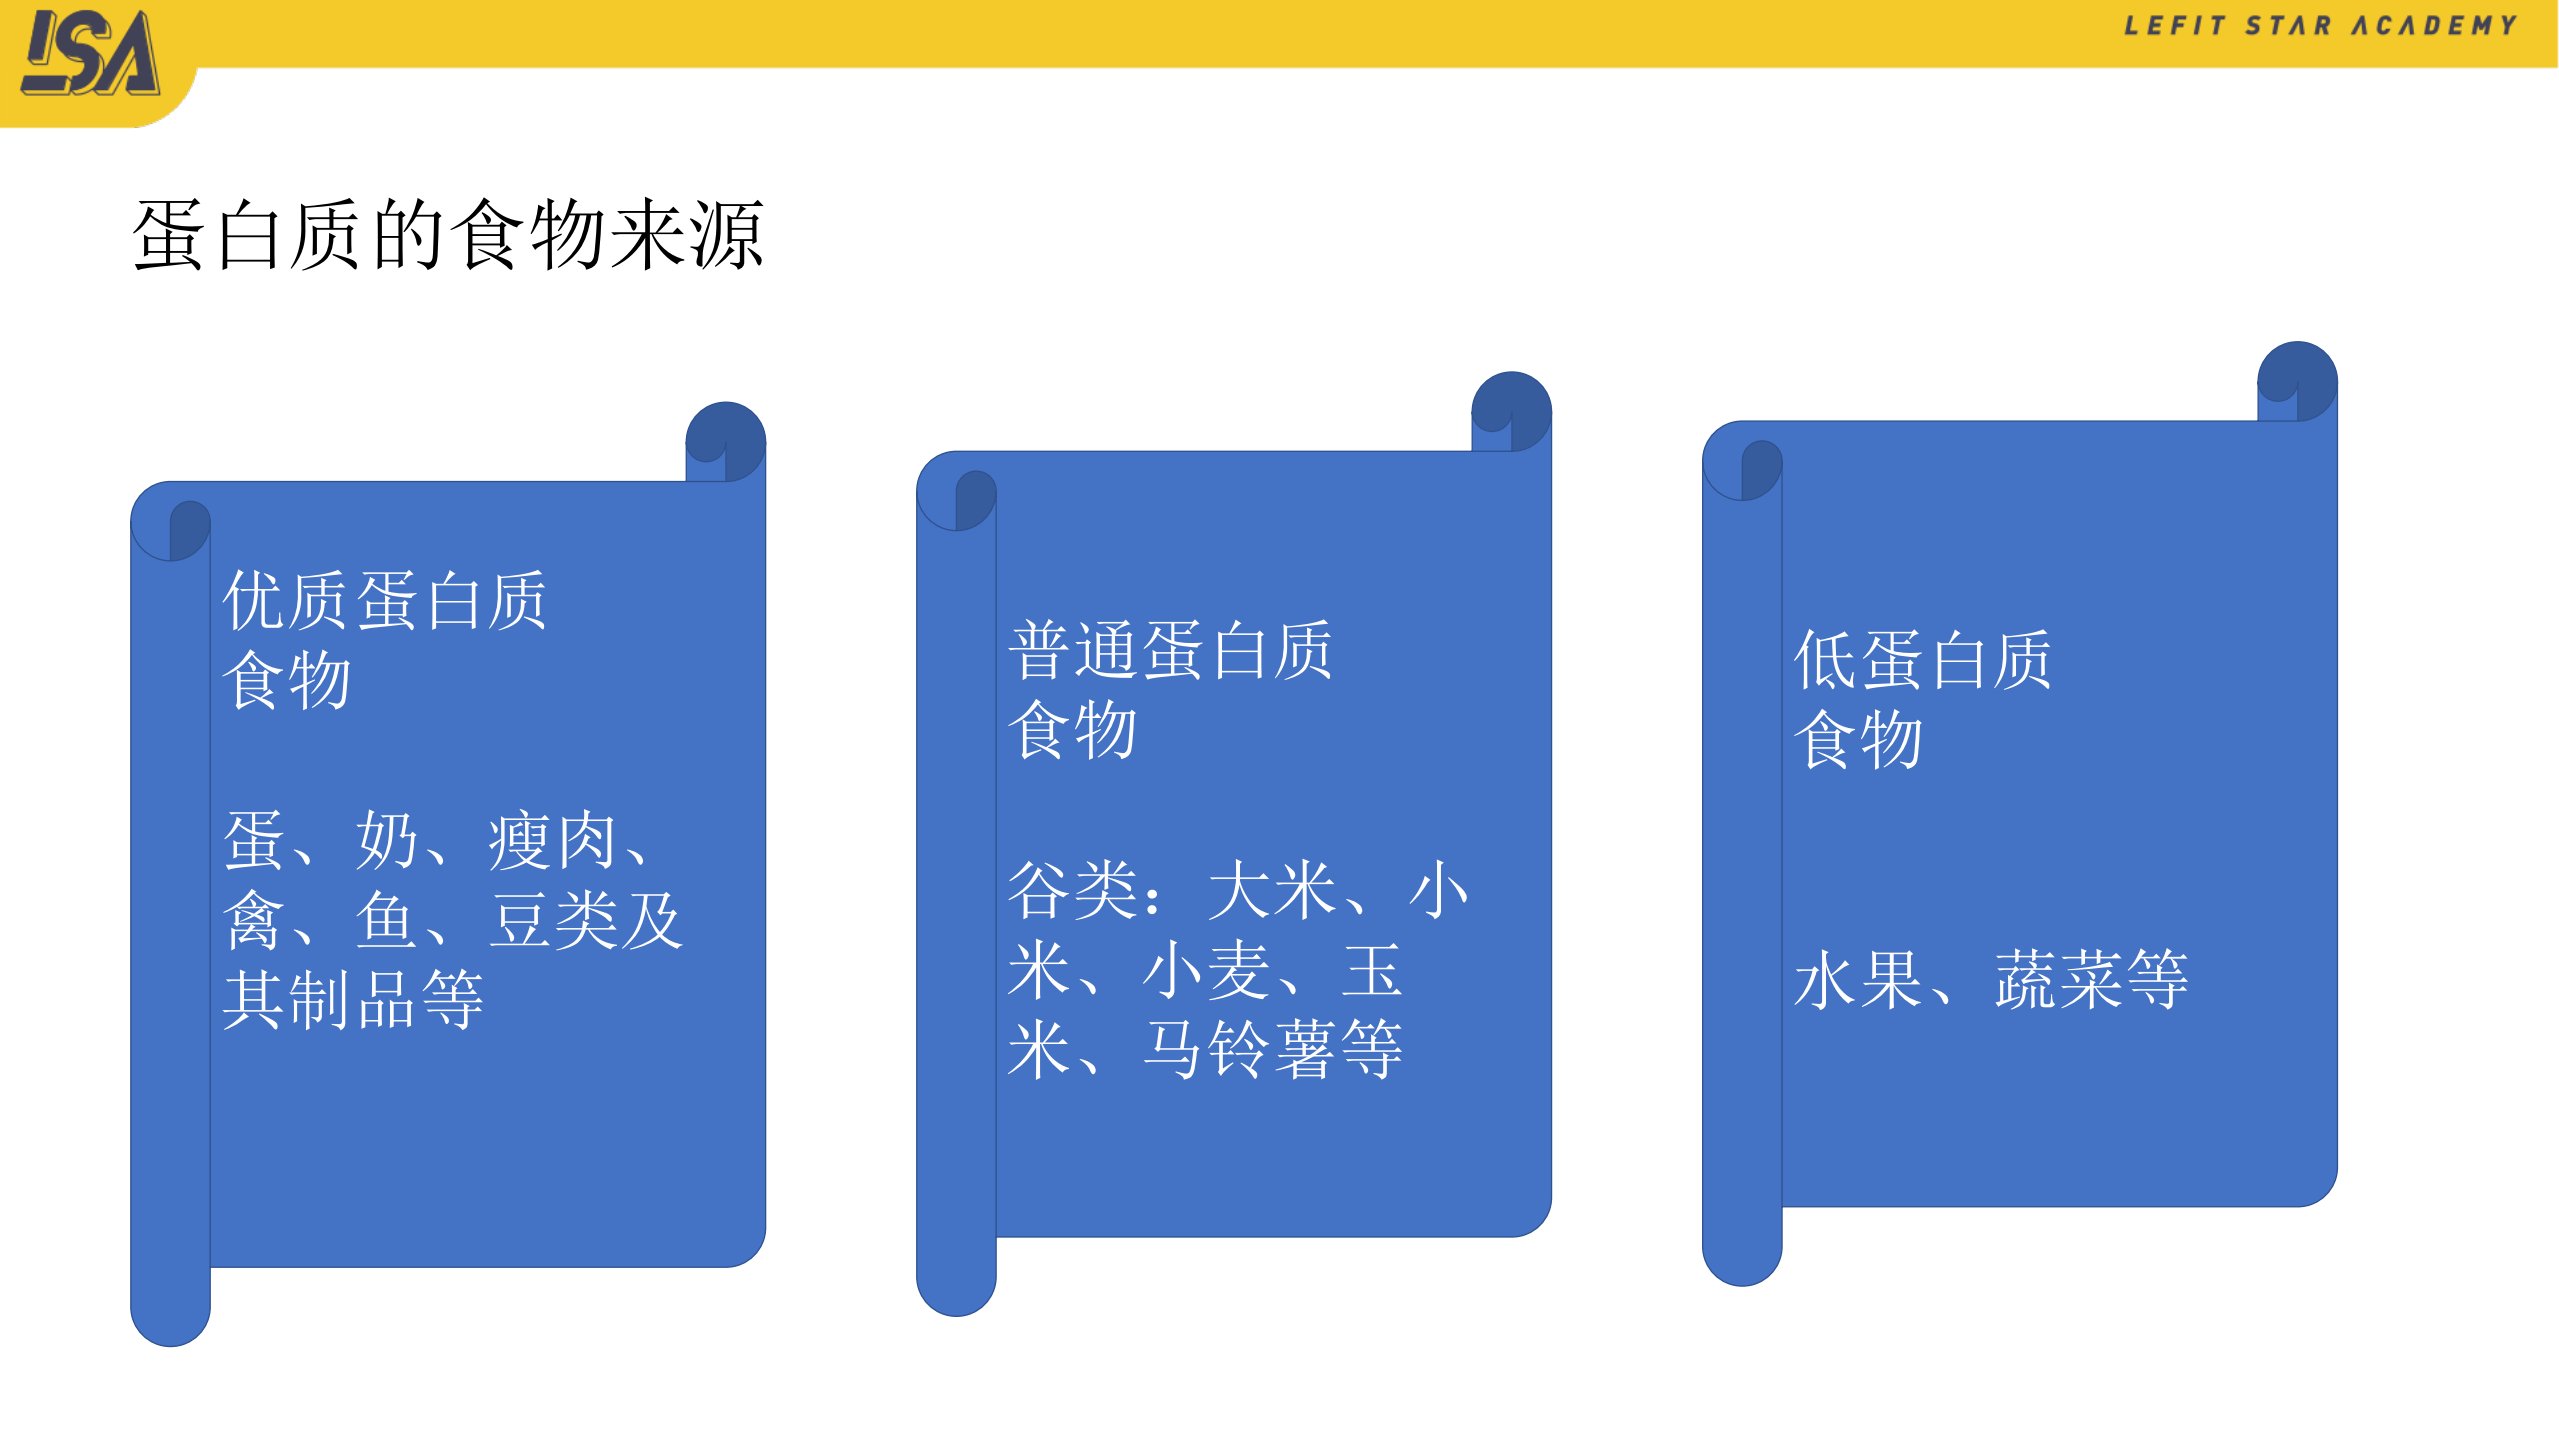 LSA
LEFIT STAR ACADEMY
蛋白质的食物来源
优质蛋白质
食物
蛋、奶、瘦肉、
禽、鱼、豆类及
其制品等
普通蛋白质
食物
谷类：大米、小
米、小麦、玉
米、马铃薯等
低蛋白质
食物
水果、蔬菜等